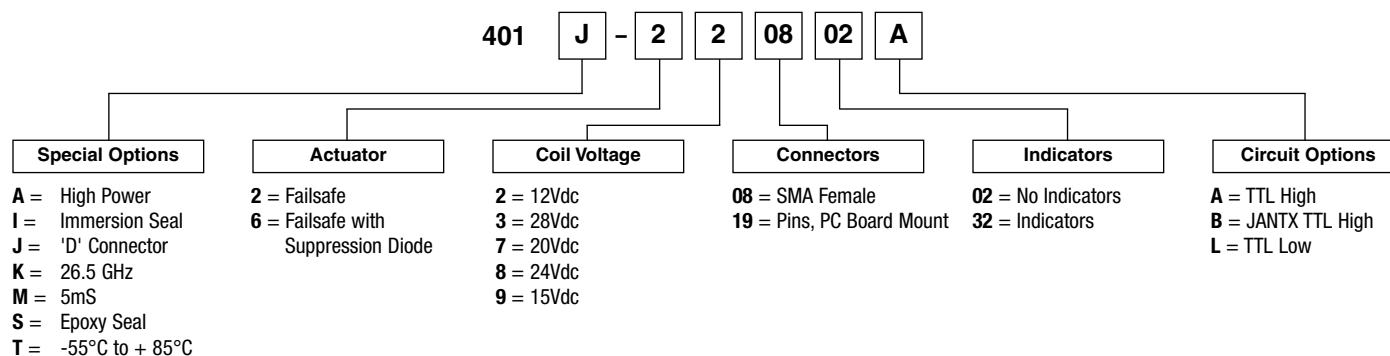 401 J – 2 2 08 02 A
Special Options
A = High Power
I = Immersion Seal
J = 'D' Connector
K = 26.5 GHz
M = 5mS
S = Epoxy Seal
T = -55°C to + 85°C
Actuator
2 = Failsafe
6 = Failsafe with
Suppression Diode
Coil Voltage
2 = 12Vdc
3 = 28Vdc
7 = 20Vdc
8 = 24Vdc
9 = 15Vdc
Connectors
08 = SMA Female
19 = Pins, PC Board Mount
Indicators
02 = No Indicators
32 = Indicators
Circuit Options
A = TTL High
B = JANTX TTL High
L = TTL Low